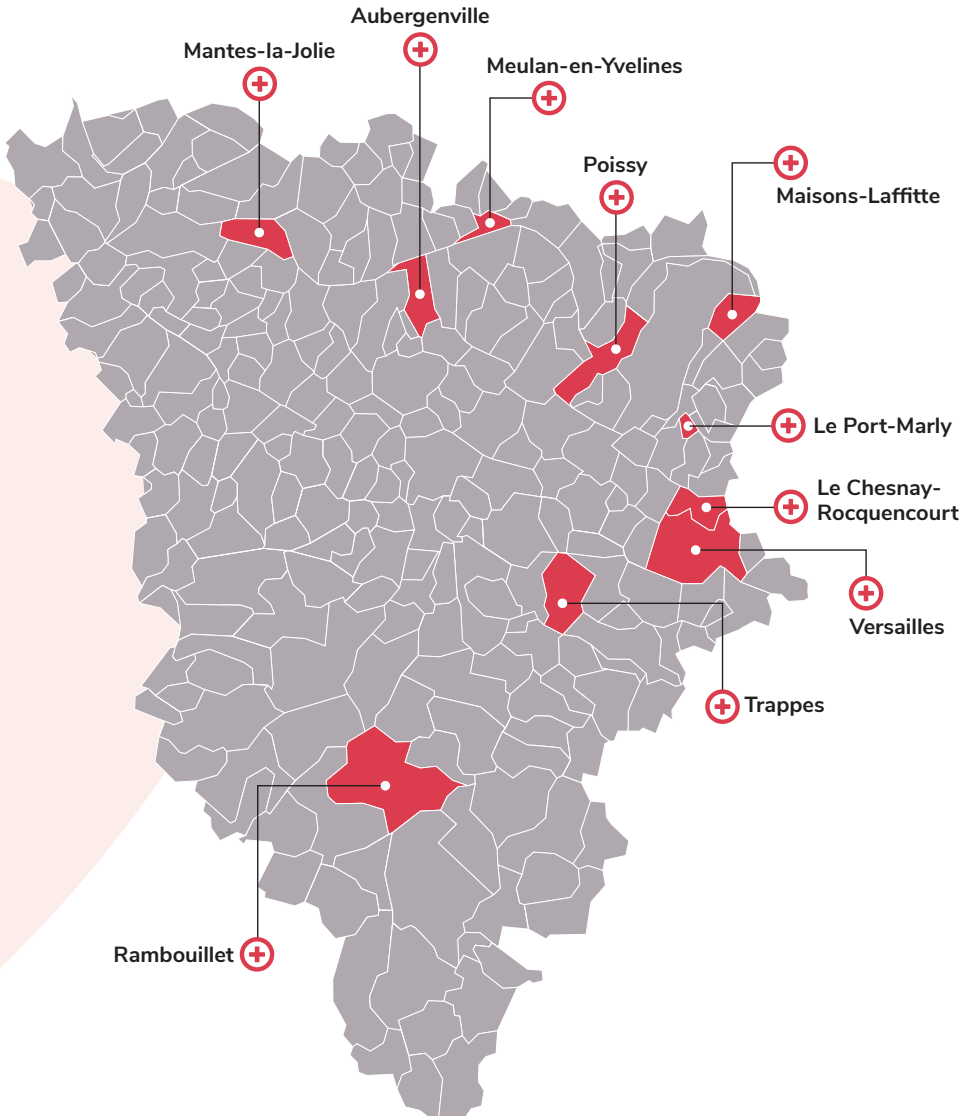 Aubergenville
Mantes-la-Jolie
Meulan-en-Yvelines
Poissy
Maisons-Laffitte
Le Port-Marly
Le Chesnay-
Rocquencourt
Versailles
Trappes
Rambouillet